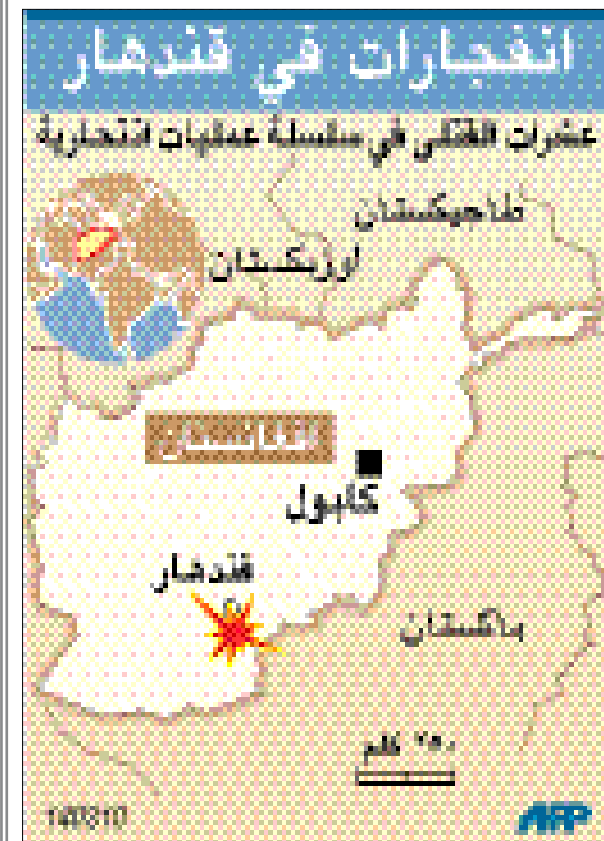 انفجارات في قندهار
عشرات القتلى في سلسلة عمليات انتحارية
طاجيكستان
اوزبكستان
افغانستان
كابول
قندهار
باكستان
٢٥٠ كلم
140310
AFP